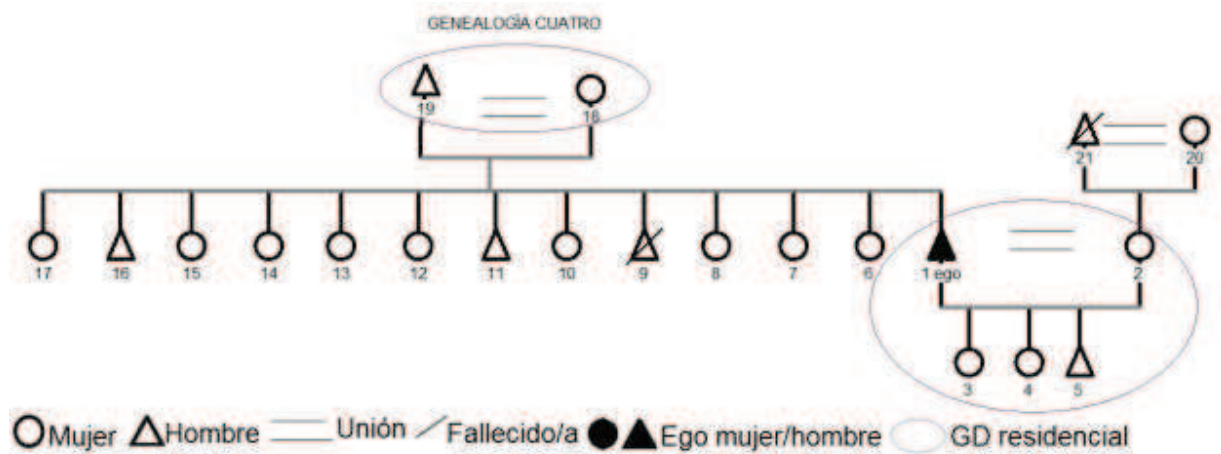 GENEALOGÍA CUATRO
19 18
21 20
17 16 15 14 13 12 11 10 9 8 7 6 1 ego 2
3 4 5
Mujer Hombre Unión Fallecido/a Ego mujer/hombre GD residencial